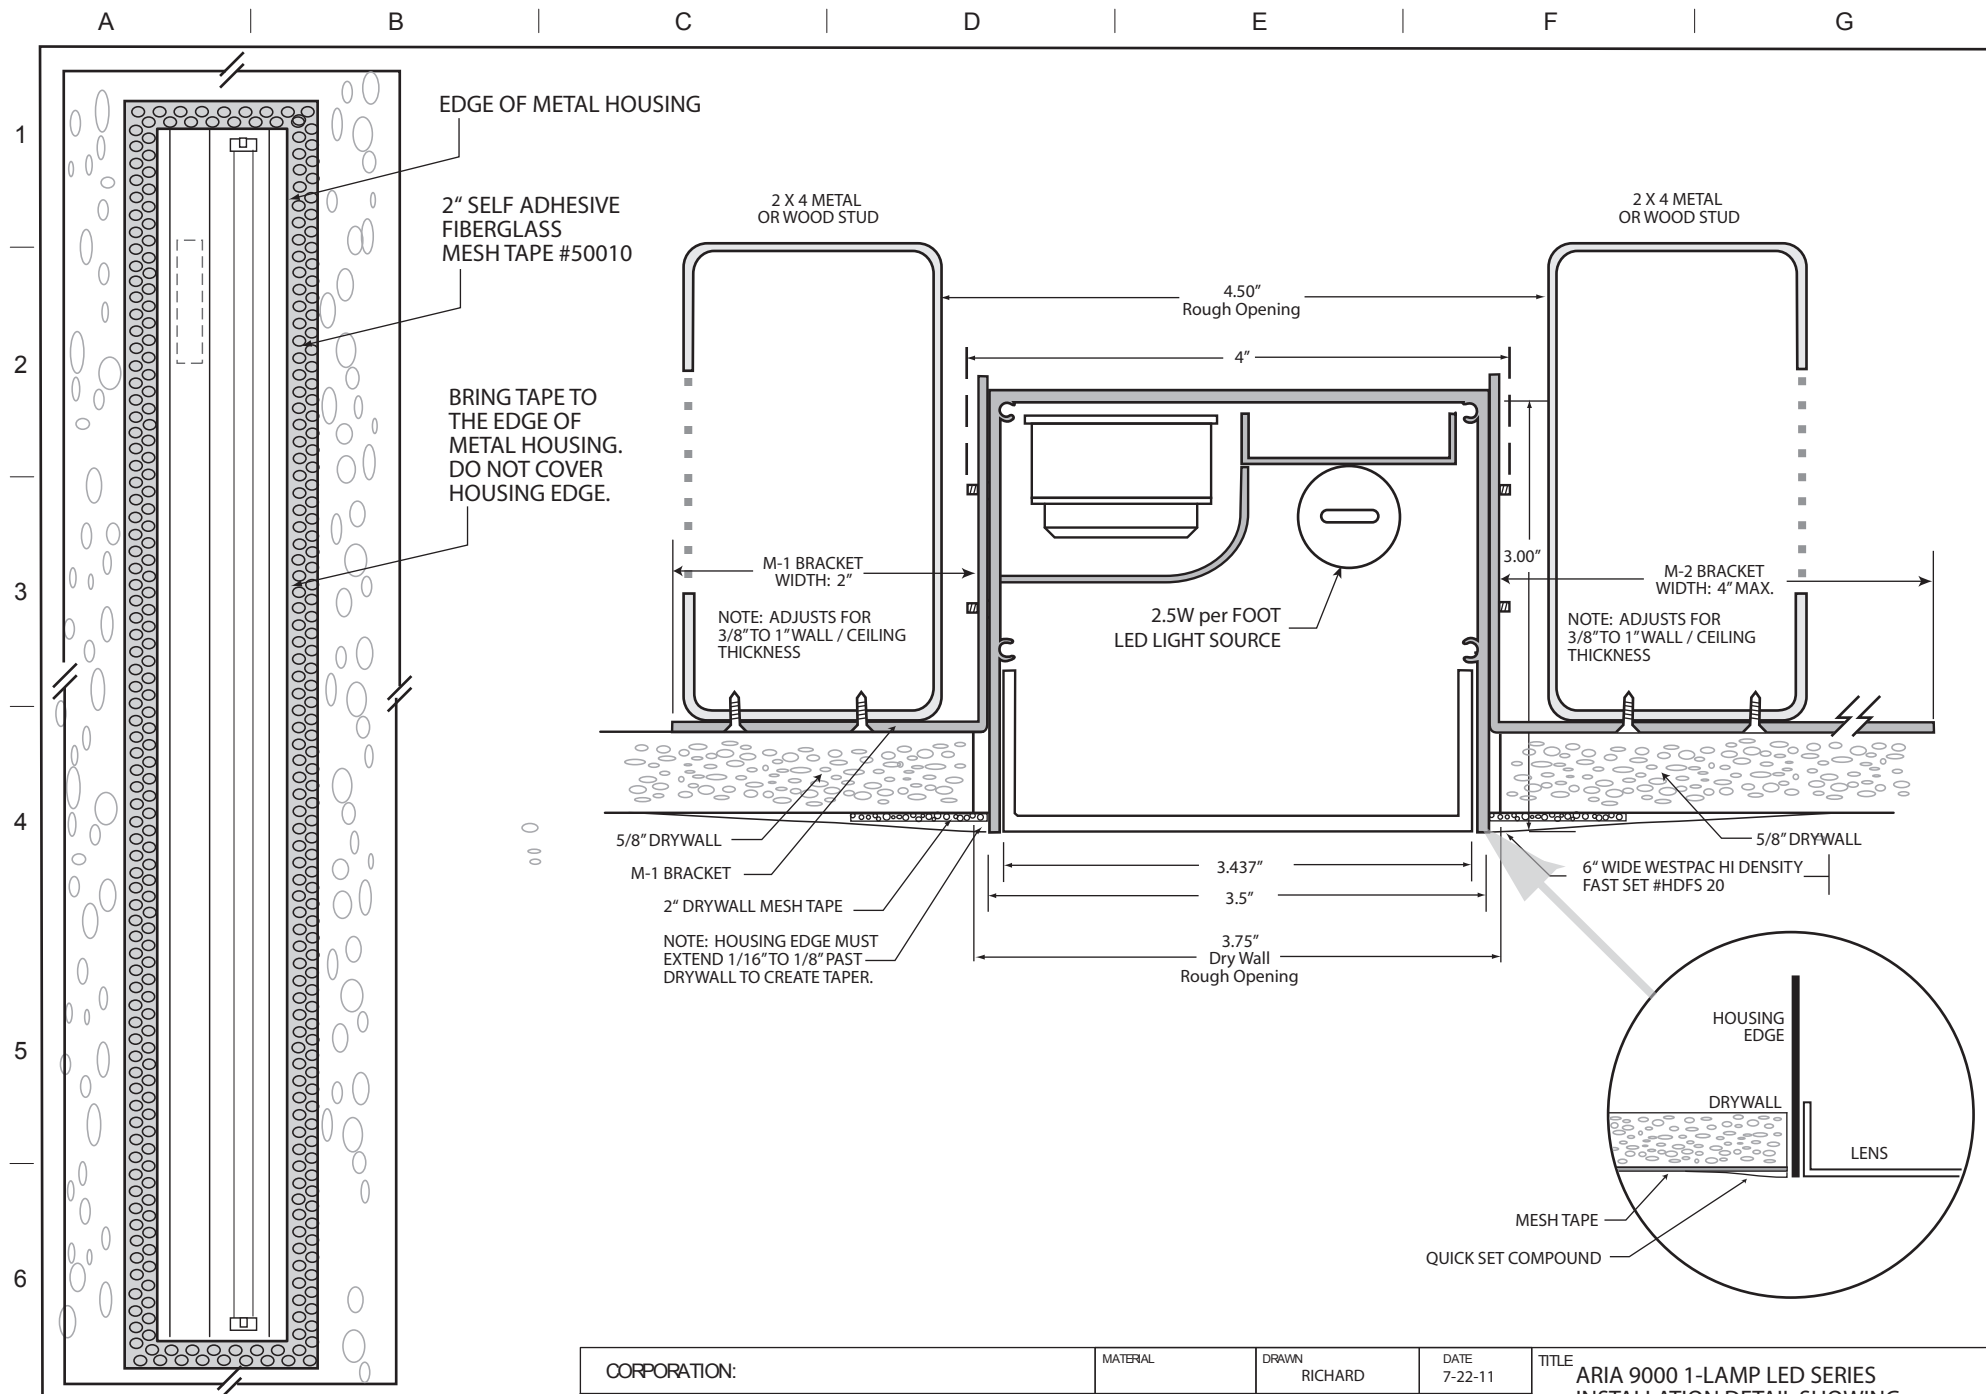 A B C D E F G
1
2
3
4
5
6
EDGE OF METAL HOUSING
2" SELF ADHESIVE
FIBERGLASS
MESH TAPE #50010
BRING TAPE TO
THE EDGE OF
METAL HOUSING.
DO NOT COVER
HOUSING EDGE.
2 X 4 METAL
OR WOOD STUD
2 X 4 METAL
OR WOOD STUD
4.50"
Rough Opening
4"
3.00"
M-1 BRACKET
WIDTH: 2"
NOTE: ADJUSTS FOR
3/8" TO 1" WALL / CEILING
THICKNESS
2.5W per FOOT
LED LIGHT SOURCE
M-2 BRACKET
WIDTH: 4" MAX.
NOTE: ADJUSTS FOR
3/8" TO 1" WALL / CEILING
THICKNESS
5/8" DRYWALL
M-1 BRACKET
2" DRYWALL MESH TAPE
NOTE: HOUSING EDGE MUST
EXTEND 1/16" TO 1/8" PAST
DRYWALL TO CREATE TAPER.
3.437"
3.5"
3.75"
Dry Wall
Rough Opening
5/8" DRYWALL
6" WIDE WESTPAC HI DENSITY
FAST SET #HDFS 20
HOUSING
EDGE
DRYWALL
LENS
MESH TAPE
QUICK SET COMPOUND
CORPORATION:
MATERIAL
DRAWN
RICHARD
DATE
7-22-11
TITLE
ARIA 9000 1-LAMP LED SERIES
INSTALLATION DETAIL SHOWING